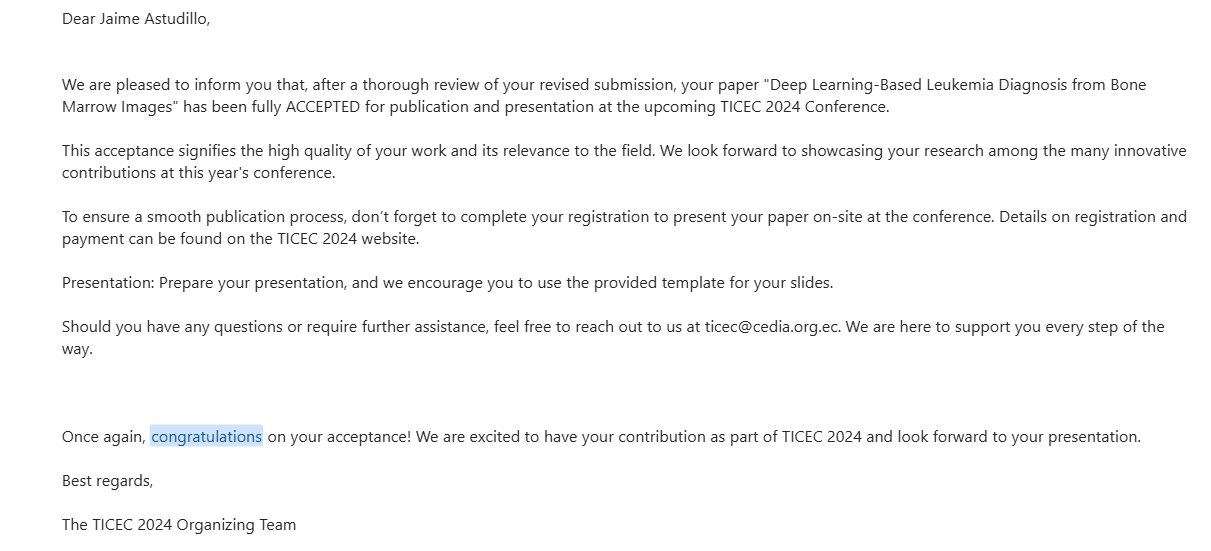 Dear Jaime Astudillo,
We are pleased to inform you that, after a thorough review of your revised submission, your paper "Deep Learning-Based Leukemia Diagnosis from Bone
Marrow Images" has been fully ACCEPTED for publication and presentation at the upcoming TICEC 2024 Conference.
This acceptance signifies the high quality of your work and its relevance to the field. We look forward to showcasing your research among the many innovative
contributions at this year's conference.
To ensure a smooth publication process, don't forget to complete your registration to present your paper on-site at the conference. Details on registration and
payment can be found on the TICEC 2024 website.
Presentation: Prepare your presentation, and we encourage you to use the provided template for your slides.
Should you have any questions or require further assistance, feel free to reach out to us at ticec@cedia.org.ec. We are here to support you every step of the
way.
Once again, congratulations on your acceptance! We are excited to have your contribution as part of TICEC 2024 and look forward to your presentation.
Best regards,
The TICEC 2024 Organizing Team